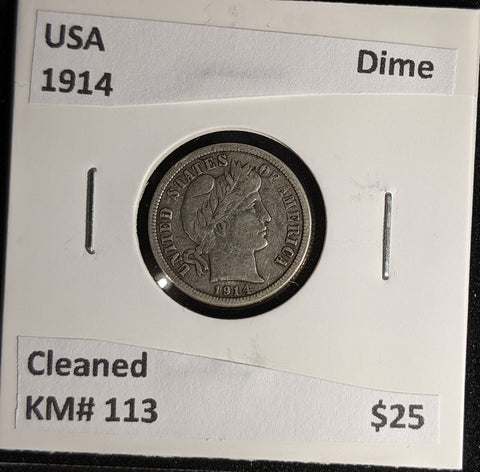 USA
1914
Dime
UNITED STATES OF AMERICA
1914
Cleaned
KM# 113
$25